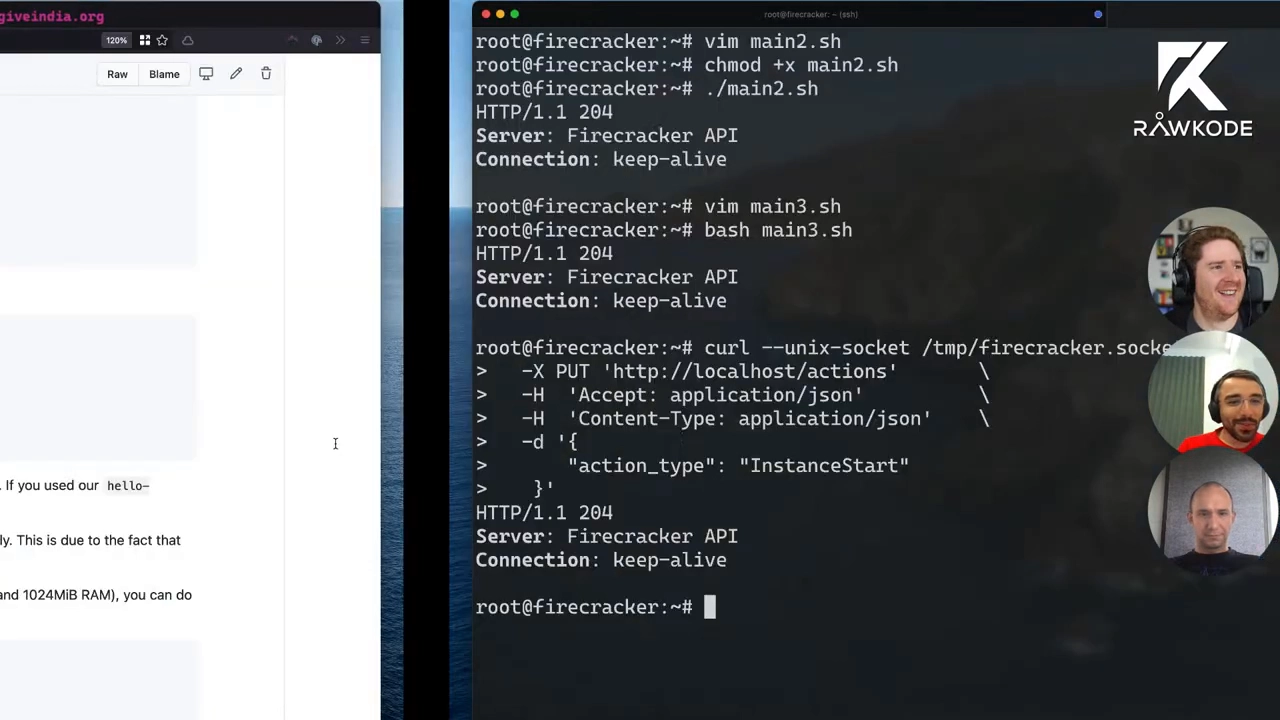 giveindia.org
120%
Raw
Blame
. If you used our hello-
ly. This is due to the fact that
and 1024MiB RAM), you can do
root@firecracker: ~ (ssh)
root@firecracker:~# vim main2.sh
root@firecracker:~# chmod +x main2.sh
root@firecracker:~# ./main2.sh
HTTP/1.1 204
Server: Firecracker API
Connection: keep-alive
root@firecracker:~# vim main3.sh
root@firecracker:~# bash main3.sh
HTTP/1.1 204
Server: Firecracker API
Connection: keep-alive
root@firecracker:~# curl --unix-socket /tmp/firecracker.socke
> -X PUT 'http://localhost/actions' \
> -H 'Accept: application/json' \
> -H 'Content-Type: application/json' \
> -d '{
> "action_type": "InstanceStart"
> }'
HTTP/1.1 204
Server: Firecracker API
Connection: keep-alive
root@firecracker:~#
RAWKODE